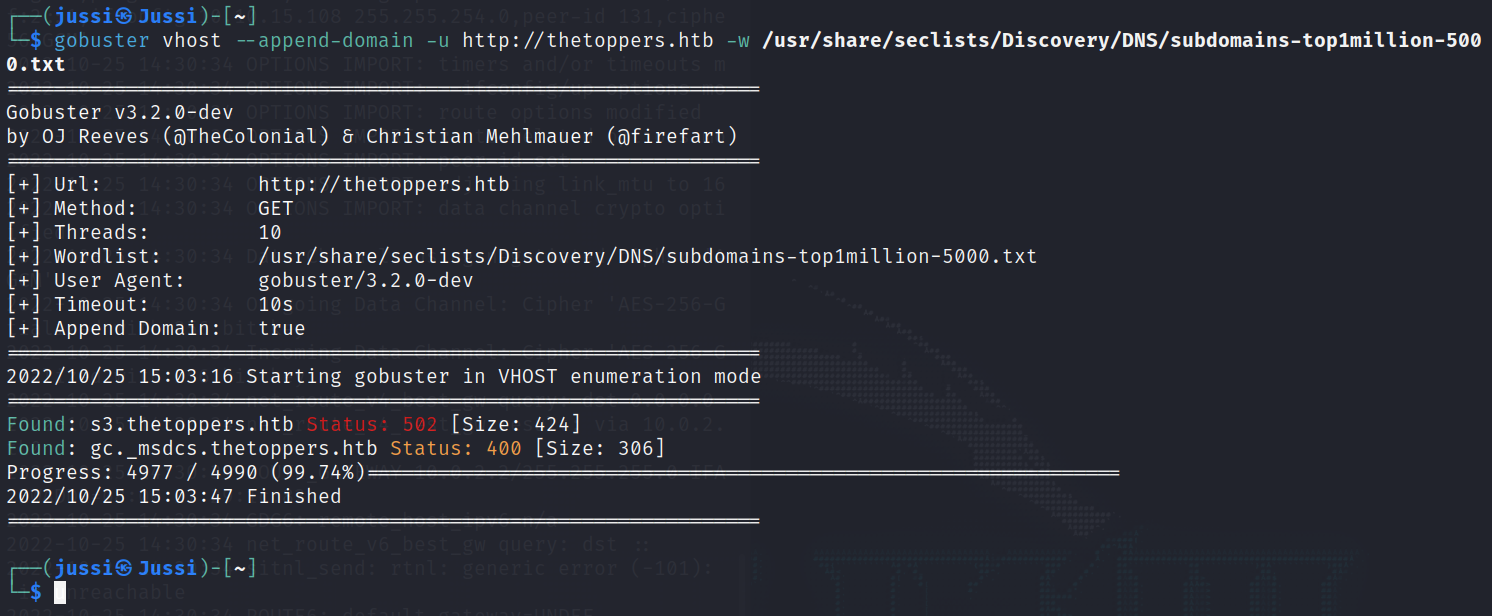 ┌──(jussi㉿Jussi)-[~]
└─$ gobuster vhost --append-domain -u http://thetoppers.htb -w /usr/share/seclists/Discovery/DNS/subdomains-top1million-500
0.txt
===============================================================
Gobuster v3.2.0-dev
by OJ Reeves (@TheColonial) & Christian Mehlmauer (@firefart)
===============================================================
[+] Url:             http://thetoppers.htb
[+] Method:          GET
[+] Threads:         10
[+] Wordlist:        /usr/share/seclists/Discovery/DNS/subdomains-top1million-5000.txt
[+] User Agent:      gobuster/3.2.0-dev
[+] Timeout:         10s
[+] Append Domain:   true
===============================================================
2022/10/25 15:03:16 Starting gobuster in VHOST enumeration mode
===============================================================
Found: s3.thetoppers.htb Status: 502 [Size: 424]
Found: gc._msdcs.thetoppers.htb Status: 400 [Size: 306]
Progress: 4977 / 4990 (99.74%)===============================================================
2022/10/25 15:03:47 Finished
===============================================================
┌──(jussi㉿Jussi)-[~]
└─$